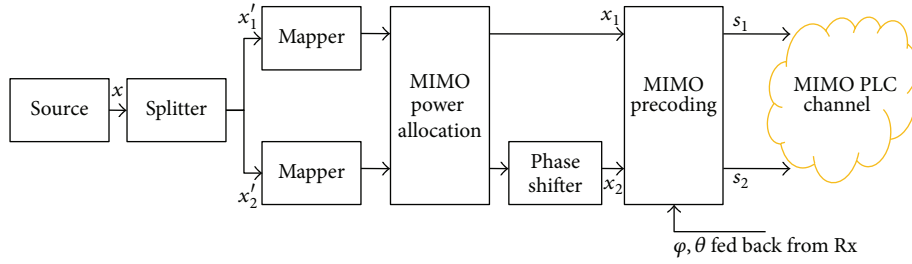 Source
x
Splitter
x′₁
x′₂
Mapper
Mapper
MIMO
power
allocation
Phase
shifter
x₁
x₂
MIMO
precoding
s₁
s₂
MIMO PLC
channel
φ, θ fed back from Rx